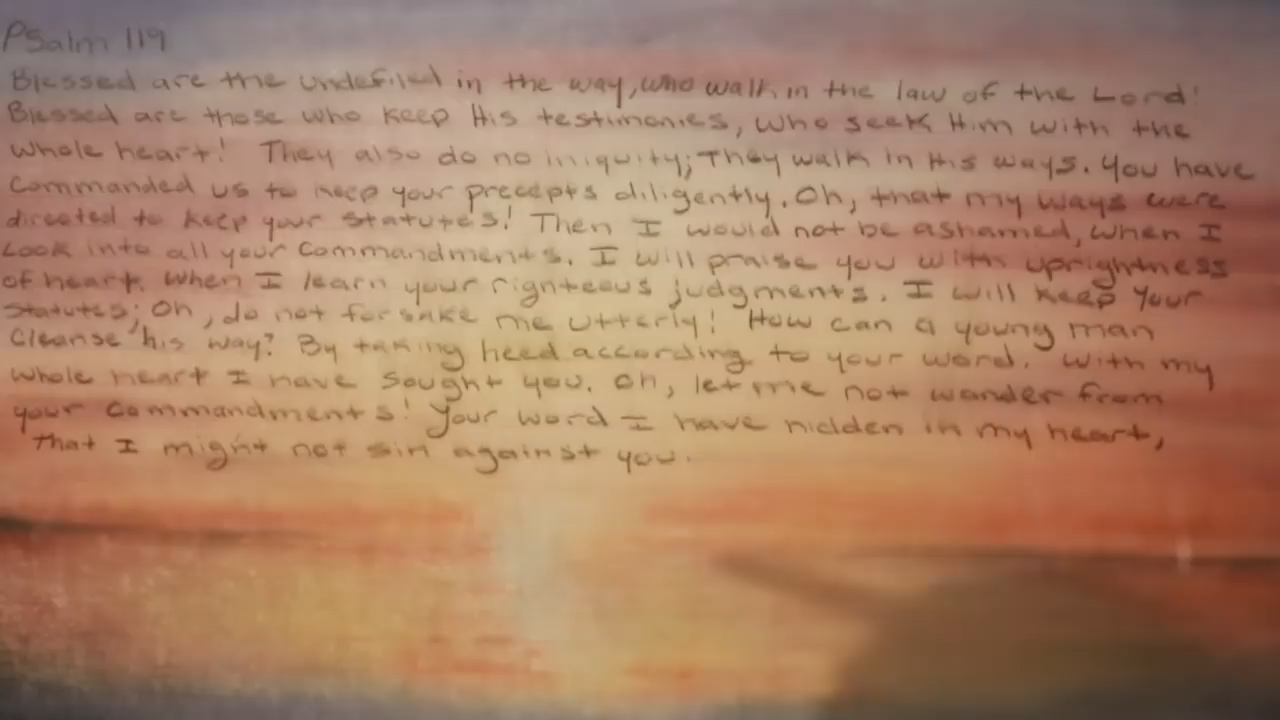 Psalm 119
Blessed are the undefiled in the way, who walk in the law of the Lord!
Blessed are those who keep His testimonies, who seek Him with the
whole heart! They also do no iniquity; They walk in His ways. You have
commanded us to keep your precepts diligently. Oh, that my ways were
directed to keep your statutes! Then I would not be ashamed, when I
Look into all your commandments. I will praise you with uprightness
of heart, when I learn your righteous judgments. I will keep Your
statutes; Oh, do not forsake me utterly! How can a young man
cleanse his way? By taking heed according to your word. With my
whole heart I have sought you. Oh, let me not wander from
your commandments! Your word I have hidden in my heart,
that I might not sin against you.